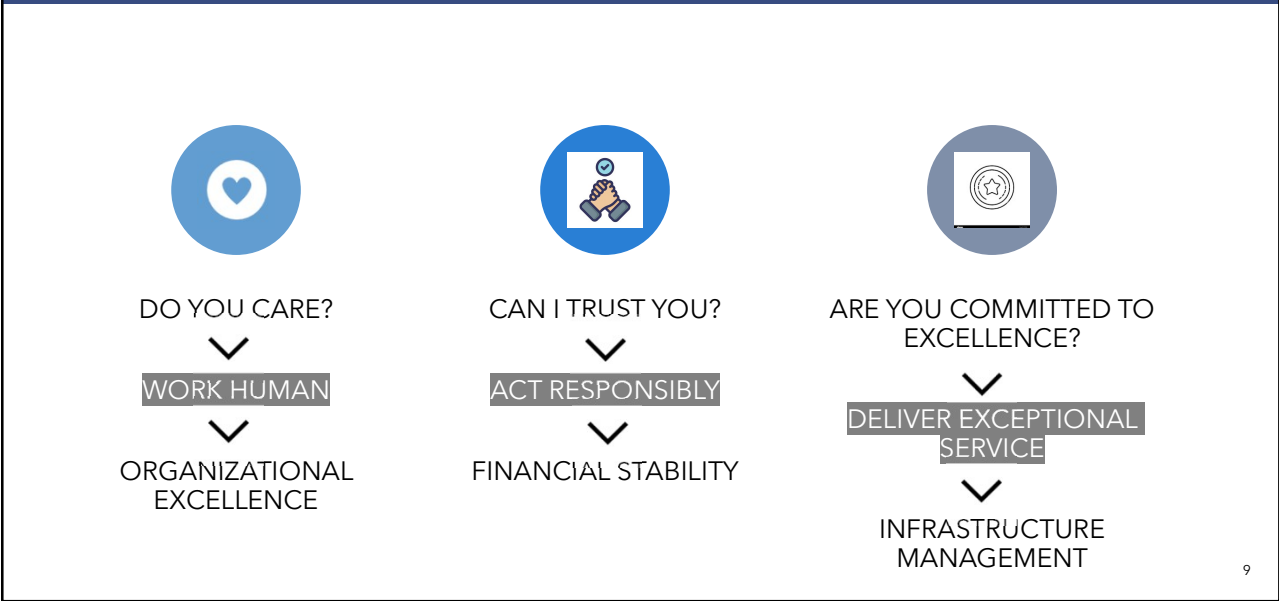 DO YOU CARE?
WORK HUMAN
ORGANIZATIONAL
EXCELLENCE
CAN I TRUST YOU?
ACT RESPONSIBLY
FINANCIAL STABILITY
ARE YOU COMMITTED TO
EXCELLENCE?
DELIVER EXCEPTIONAL
SERVICE
INFRASTRUCTURE
MANAGEMENT
9